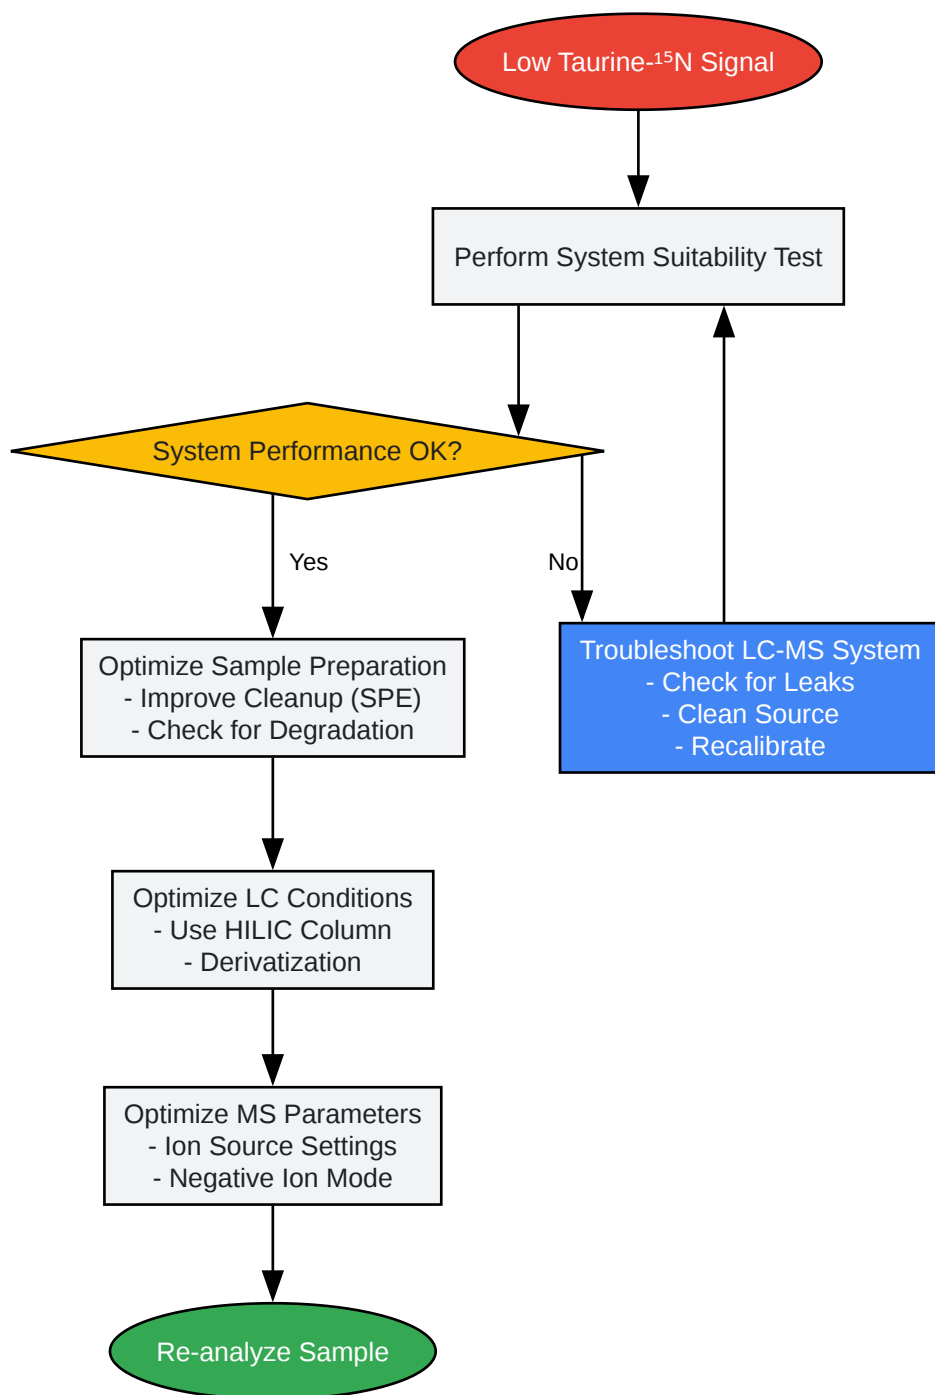 Low Taurine-¹⁵N Signal
Perform System Suitability Test
System Performance OK?
Yes
No
Optimize Sample Preparation
- Improve Cleanup (SPE)
- Check for Degradation
Troubleshoot LC-MS System
- Check for Leaks
- Clean Source
- Recalibrate
Optimize LC Conditions
- Use HILIC Column
- Derivatization
Optimize MS Parameters
- Ion Source Settings
- Negative Ion Mode
Re-analyze Sample